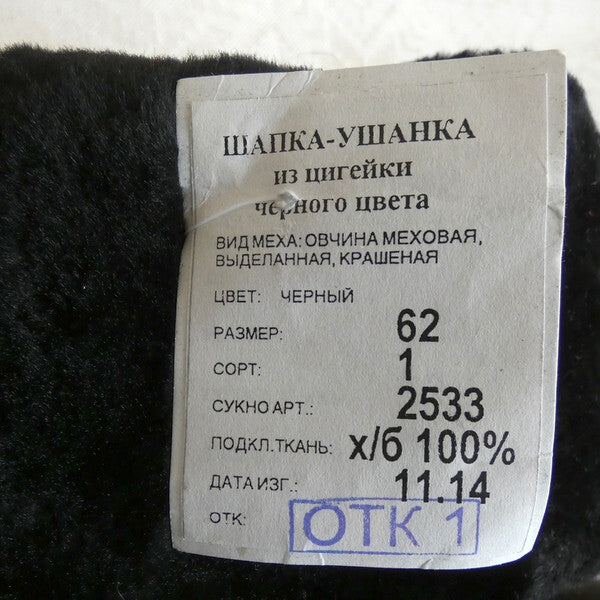 ШАПКА-УШАНКА
из цигейки
черного цвета
ВИД МЕХА: ОВЧИНА МЕХОВАЯ,
ВЫДЕЛАННАЯ, КРАШЕНАЯ
ЦВЕТ: ЧЕРНЫЙ
РАЗМЕР: 62
СОРТ: 1
СУКНО АРТ.: 2533
ПОДКЛ.ТКАНЬ: х/б 100%
ДАТА ИЗГ.: 11.14
ОТК: ОТК 1